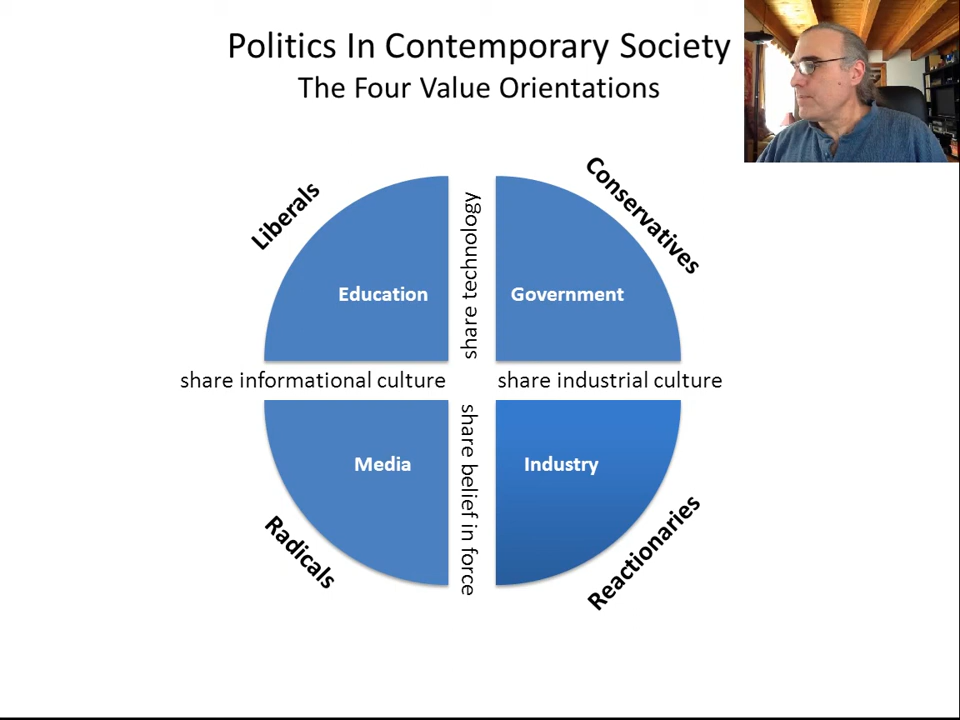 Politics In Contemporary Society
The Four Value Orientations
Liberals
Conservatives
share technology
Education
Government
share informational culture
share industrial culture
share belief in force
Media
Industry
Radicals
Reactionaries